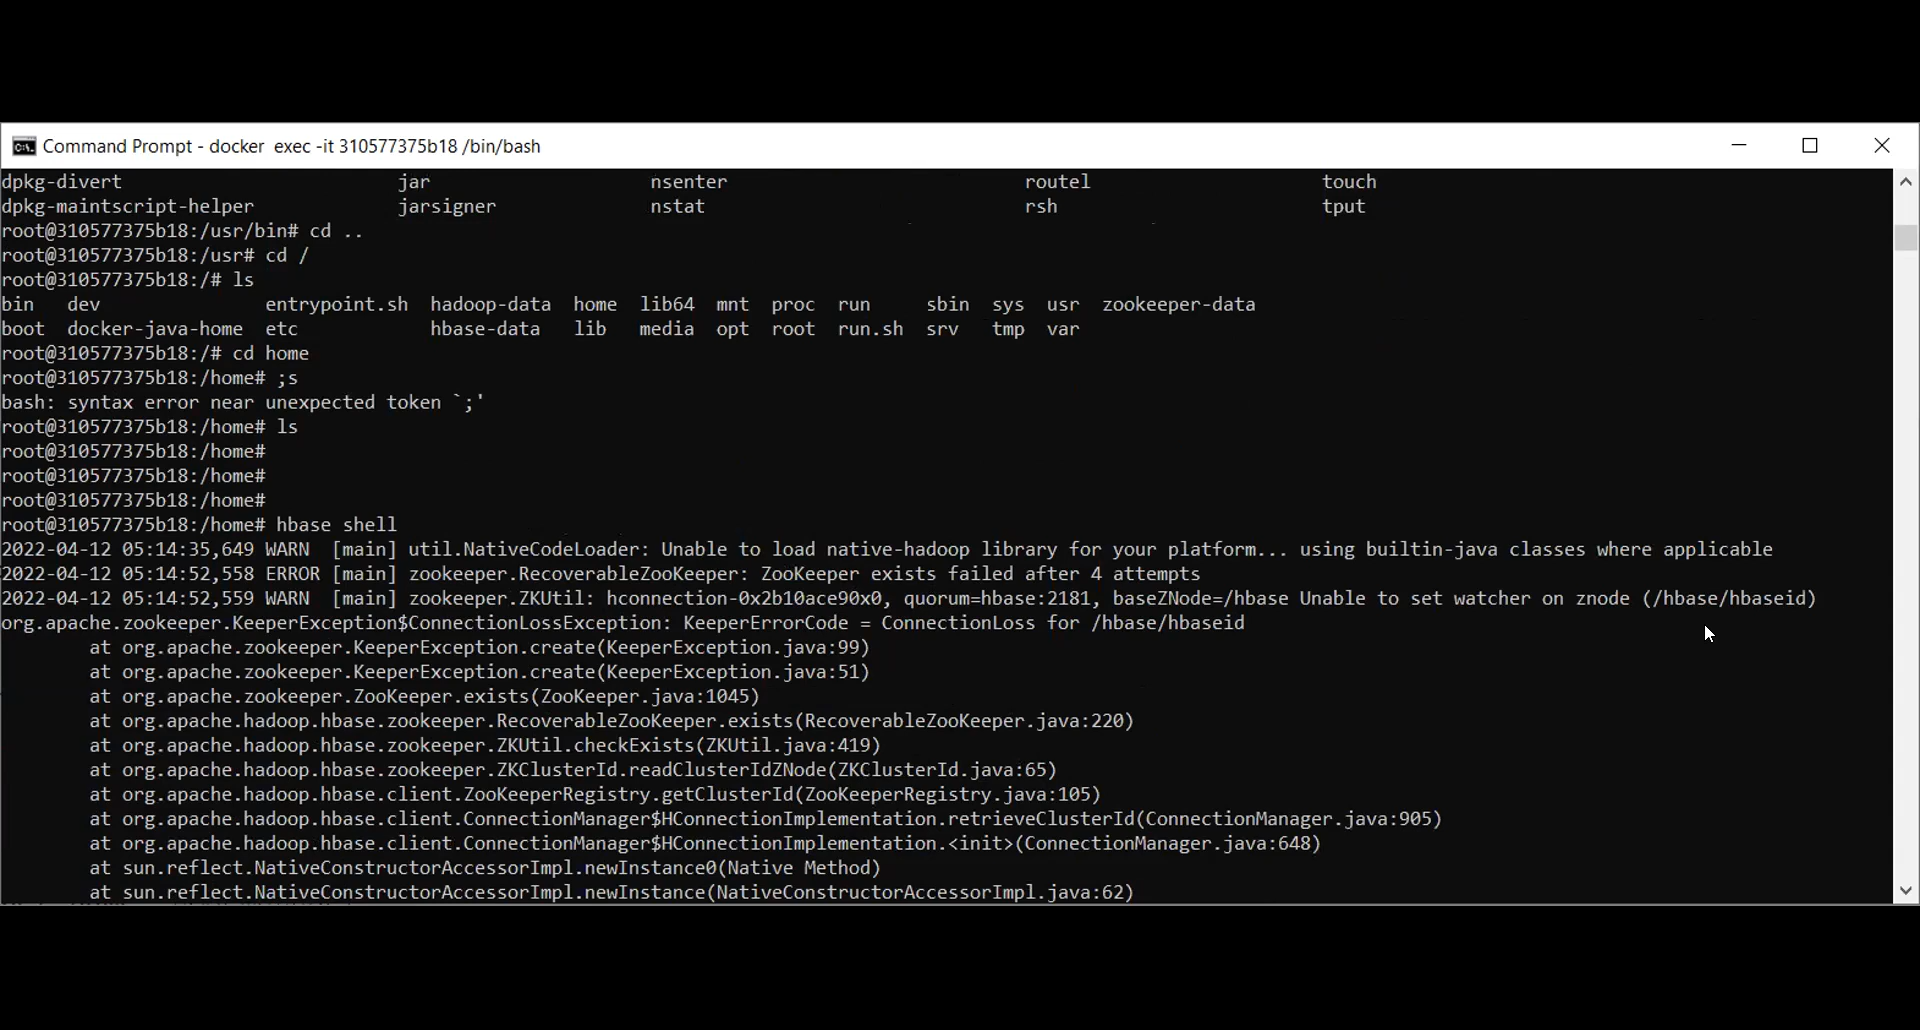 Command Prompt - docker  exec -it 310577375b18 /bin/bash
dpkg-divert                         jar                    nsenter                           routel                     touch
dpkg-maintscript-helper             jarsigner              nstat                             rsh                        tput
root@310577375b18:/usr/bin# cd ..
root@310577375b18:/usr# cd /
root@310577375b18:/# ls
bin   dev               entrypoint.sh  hadoop-data  home  lib64  mnt  proc  run     sbin  sys  usr  zookeeper-data
boot  docker-java-home  etc            hbase-data   lib   media  opt  root  run.sh  srv   tmp  var
root@310577375b18:/# cd home
root@310577375b18:/home# ;s
bash: syntax error near unexpected token `;'
root@310577375b18:/home# ls
root@310577375b18:/home#
root@310577375b18:/home#
root@310577375b18:/home#
root@310577375b18:/home# hbase shell
2022-04-12 05:14:35,649 WARN  [main] util.NativeCodeLoader: Unable to load native-hadoop library for your platform... using builtin-java classes where applicable
2022-04-12 05:14:52,558 ERROR [main] zookeeper.RecoverableZooKeeper: ZooKeeper exists failed after 4 attempts
2022-04-12 05:14:52,559 WARN  [main] zookeeper.ZKUtil: hconnection-0x2b10ace90x0, quorum=hbase:2181, baseZNode=/hbase Unable to set watcher on znode (/hbase/hbaseid)
org.apache.zookeeper.KeeperException$ConnectionLossException: KeeperErrorCode = ConnectionLoss for /hbase/hbaseid
        at org.apache.zookeeper.KeeperException.create(KeeperException.java:99)
        at org.apache.zookeeper.KeeperException.create(KeeperException.java:51)
        at org.apache.zookeeper.ZooKeeper.exists(ZooKeeper.java:1045)
        at org.apache.hadoop.hbase.zookeeper.RecoverableZooKeeper.exists(RecoverableZooKeeper.java:220)
        at org.apache.hadoop.hbase.zookeeper.ZKUtil.checkExists(ZKUtil.java:419)
        at org.apache.hadoop.hbase.zookeeper.ZKClusterId.readClusterIdZNode(ZKClusterId.java:65)
        at org.apache.hadoop.hbase.client.ZooKeeperRegistry.getClusterId(ZooKeeperRegistry.java:105)
        at org.apache.hadoop.hbase.client.ConnectionManager$HConnectionImplementation.retrieveClusterId(ConnectionManager.java:905)
        at org.apache.hadoop.hbase.client.ConnectionManager$HConnectionImplementation.<init>(ConnectionManager.java:648)
        at sun.reflect.NativeConstructorAccessorImpl.newInstance0(Native Method)
        at sun.reflect.NativeConstructorAccessorImpl.newInstance(NativeConstructorAccessorImpl.java:62)